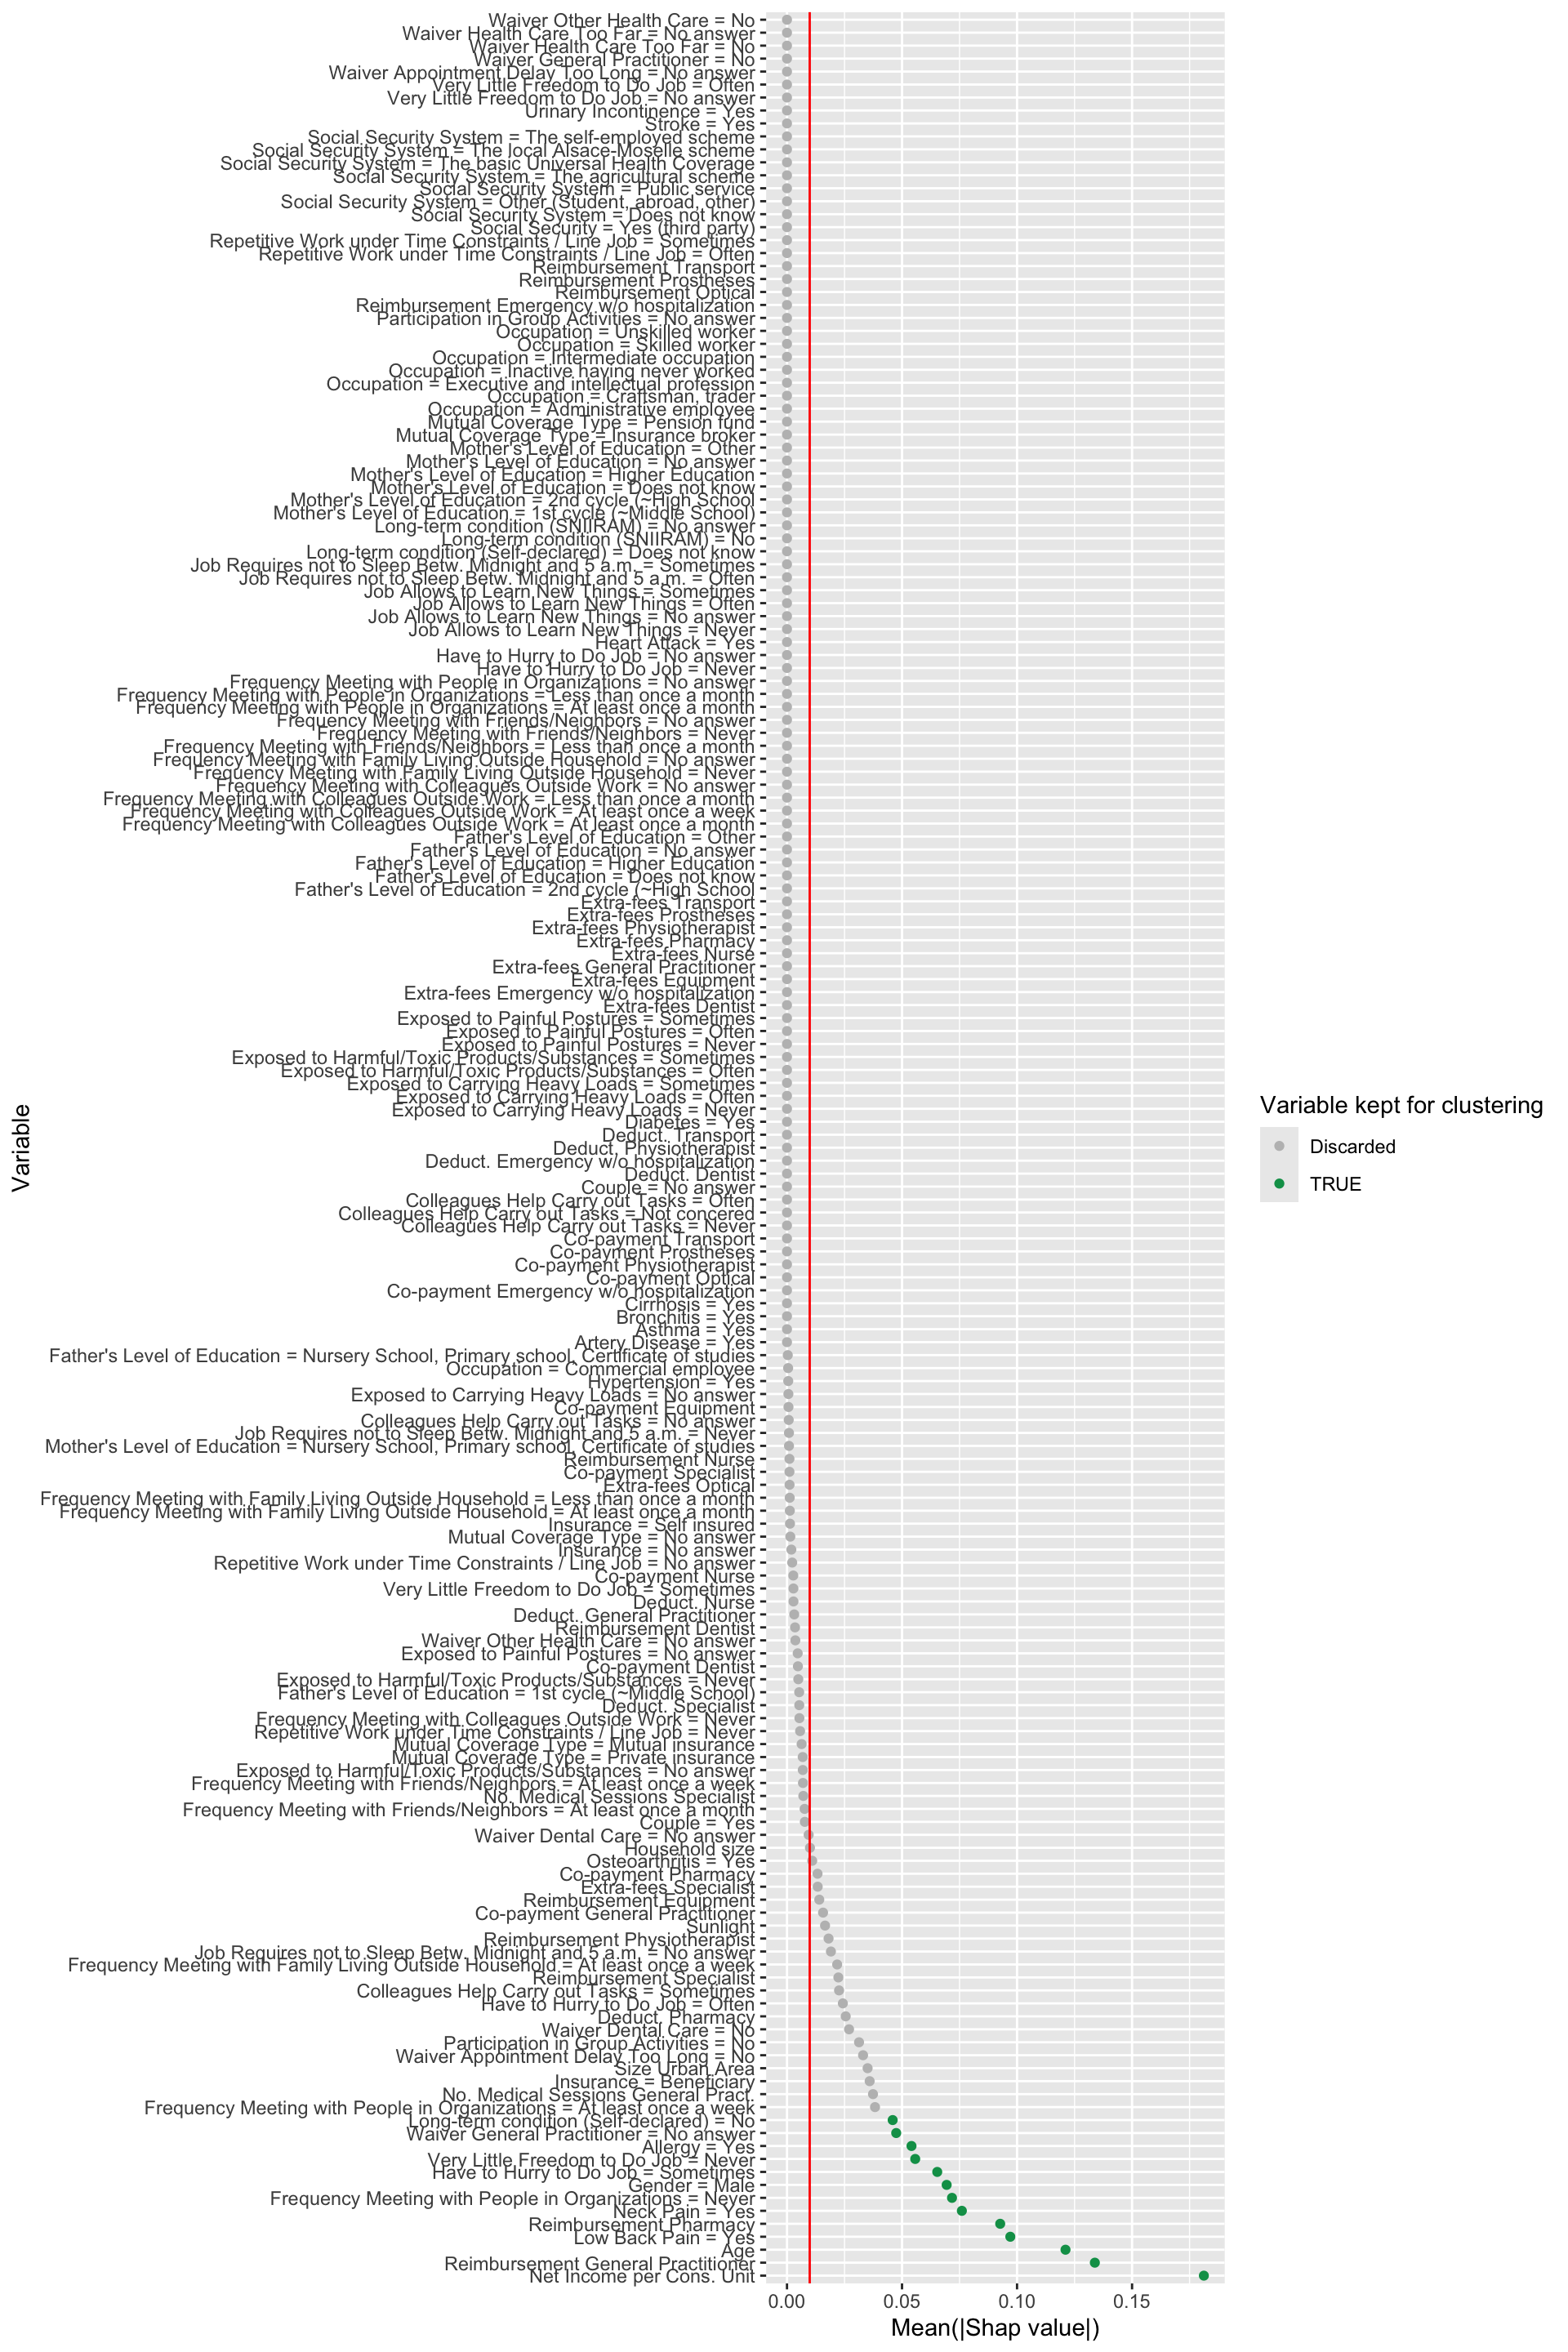 Waiver Other Health Care = No
Waiver Health Care Too Far = No answer
Waiver Health Care Too Far = No
Waiver General Practitioner = No
Waiver Appointment Delay Too Long = No answer
Very Little Freedom to Do Job = Often
Very Little Freedom to Do Job = No answer
Urinary Incontinence = Yes
Stroke = Yes
Social Security System = The self-employed scheme
Social Security System = The local Alsace-Moselle scheme
Social Security System = The basic Universal Health Coverage
Social Security System = The agricultural scheme
Social Security System = Public service
Social Security System = Other (Student, abroad, other)
Social Security System = Does not know
Social Security = Yes (third party)
Repetitive Work under Time Constraints / Line Job = Sometimes
Repetitive Work under Time Constraints / Line Job = Often
Reimbursement Transport
Reimbursement Prostheses
Reimbursement Optical
Reimbursement Emergency w/o hospitalization
Participation in Group Activities = No answer
Occupation = Unskilled worker
Occupation = Skilled worker
Occupation = Intermediate occupation
Occupation = Inactive having never worked
Occupation = Executive and intellectual profession
Occupation = Craftsman, trader
Occupation = Administrative employee
Mutual Coverage Type = Pension fund
Mutual Coverage Type = Insurance broker
Mother's Level of Education = Other
Mother's Level of Education = No answer
Mother's Level of Education = Higher Education
Mother's Level of Education = Does not know
Mother's Level of Education = 2nd cycle (~High School
Mother's Level of Education = 1st cycle (~Middle School)
Long-term condition (SNIIRAM) = No answer
Long-term condition (SNIIRAM) = No
Long-term condition (Self-declared) = Does not know
Job Requires not to Sleep Betw. Midnight and 5 a.m. = Sometimes
Job Requires not to Sleep Betw. Midnight and 5 a.m. = Often
Job Allows to Learn New Things = Sometimes
Job Allows to Learn New Things = Often
Job Allows to Learn New Things = No answer
Job Allows to Learn New Things = Never
Heart Attack = Yes
Have to Hurry to Do Job = No answer
Have to Hurry to Do Job = Never
Frequency Meeting with People in Organizations = No answer
Frequency Meeting with People in Organizations = Less than once a month
Frequency Meeting with People in Organizations = At least once a month
Frequency Meeting with Friends/Neighbors = No answer
Frequency Meeting with Friends/Neighbors = Never
Frequency Meeting with Friends/Neighbors = Less than once a month
Frequency Meeting with Family Living Outside Household = No answer
Frequency Meeting with Family Living Outside Household = Never
Frequency Meeting with Colleagues Outside Work = No answer
Frequency Meeting with Colleagues Outside Work = Less than once a month
Frequency Meeting with Colleagues Outside Work = At least once a week
Frequency Meeting with Colleagues Outside Work = At least once a month
Father's Level of Education = Other
Father's Level of Education = No answer
Father's Level of Education = Higher Education
Father's Level of Education = Does not know
Father's Level of Education = 2nd cycle (~High School
Extra-fees Transport
Extra-fees Prostheses
Extra-fees Physiotherapist
Extra-fees Pharmacy
Extra-fees Nurse
Extra-fees General Practitioner
Extra-fees Equipment
Extra-fees Emergency w/o hospitalization
Extra-fees Dentist
Exposed to Painful Postures = Sometimes
Exposed to Painful Postures = Often
Exposed to Painful Postures = Never
Exposed to Harmful/Toxic Products/Substances = Sometimes
Exposed to Harmful/Toxic Products/Substances = Often
Exposed to Carrying Heavy Loads = Sometimes
Exposed to Carrying Heavy Loads = Often
Exposed to Carrying Heavy Loads = Never
Diabetes = Yes
Deduct. Transport
Deduct. Physiotherapist
Deduct. Emergency w/o hospitalization
Deduct. Dentist
Couple = No answer
Colleagues Help Carry out Tasks = Often
Colleagues Help Carry out Tasks = Not concered
Colleagues Help Carry out Tasks = Never
Co-payment Transport
Co-payment Prostheses
Co-payment Physiotherapist
Co-payment Optical
Co-payment Emergency w/o hospitalization
Cirrhosis = Yes
Bronchitis = Yes
Asthma = Yes
Artery Disease = Yes
Father's Level of Education = Nursery School, Primary school, Certificate of studies
Occupation = Commercial employee
Hypertension = Yes
Exposed to Carrying Heavy Loads = No answer
Co-payment Equipment
Colleagues Help Carry out Tasks = No answer
Job Requires not to Sleep Betw. Midnight and 5 a.m. = Never
Mother's Level of Education = Nursery School, Primary school, Certificate of studies
Reimbursement Nurse
Co-payment Specialist
Extra-fees Optical
Frequency Meeting with Family Living Outside Household = Less than once a month
Frequency Meeting with Family Living Outside Household = At least once a month
Insurance = Self insured
Mutual Coverage Type = No answer
Insurance = No answer
Repetitive Work under Time Constraints / Line Job = No answer
Co-payment Nurse
Very Little Freedom to Do Job = Sometimes
Deduct. Nurse
Deduct. General Practitioner
Reimbursement Dentist
Waiver Other Health Care = No answer
Exposed to Painful Postures = No answer
Co-payment Dentist
Exposed to Harmful/Toxic Products/Substances = Never
Father's Level of Education = 1st cycle (~Middle School)
Deduct. Specialist
Frequency Meeting with Colleagues Outside Work = Never
Repetitive Work under Time Constraints / Line Job = Never
Mutual Coverage Type = Mutual insurance
Mutual Coverage Type = Private insurance
Exposed to Harmful/Toxic Products/Substances = No answer
Frequency Meeting with Friends/Neighbors = At least once a week
No. Medical Sessions Specialist
Frequency Meeting with Friends/Neighbors = At least once a month
Couple = Yes
Waiver Dental Care = No answer
Household size
Osteoarthritis = Yes
Co-payment Pharmacy
Extra-fees Specialist
Reimbursement Equipment
Co-payment General Practitioner
Sunlight
Reimbursement Physiotherapist
Job Requires not to Sleep Betw. Midnight and 5 a.m. = No answer
Frequency Meeting with Family Living Outside Household = At least once a week
Reimbursement Specialist
Colleagues Help Carry out Tasks = Sometimes
Have to Hurry to Do Job = Often
Deduct. Pharmacy
Waiver Dental Care = No
Participation in Group Activities = No
Waiver Appointment Delay Too Long = No
Size Urban Area
Insurance = Beneficiary
No. Medical Sessions General Pract.
Frequency Meeting with People in Organizations = At least once a week
Long-term condition (Self-declared) = No
Waiver General Practitioner = No answer
Allergy = Yes
Very Little Freedom to Do Job = Never
Have to Hurry to Do Job = Sometimes
Gender = Male
Frequency Meeting with People in Organizations = Never
Neck Pain = Yes
Reimbursement Pharmacy
Low Back Pain = Yes
Age
Reimbursement General Practitioner
Net Income per Cons. Unit
0.00 0.05 0.10 0.15
Mean(|Shap value|)
Variable
Variable kept for clustering
Discarded
TRUE